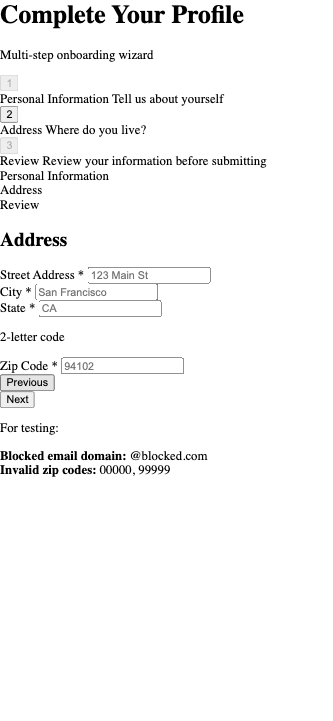 Complete Your Profile
Multi-step onboarding wizard
1
Personal Information Tell us about yourself
2
Address Where do you live?
3
Review Review your information before submitting
Personal Information
Address
Review
Address
Street Address * 123 Main St
City * San Francisco
State * CA
2-letter code
Zip Code * 94102
Previous
Next
For testing:
Blocked email domain: @blocked.com
Invalid zip codes: 00000, 99999